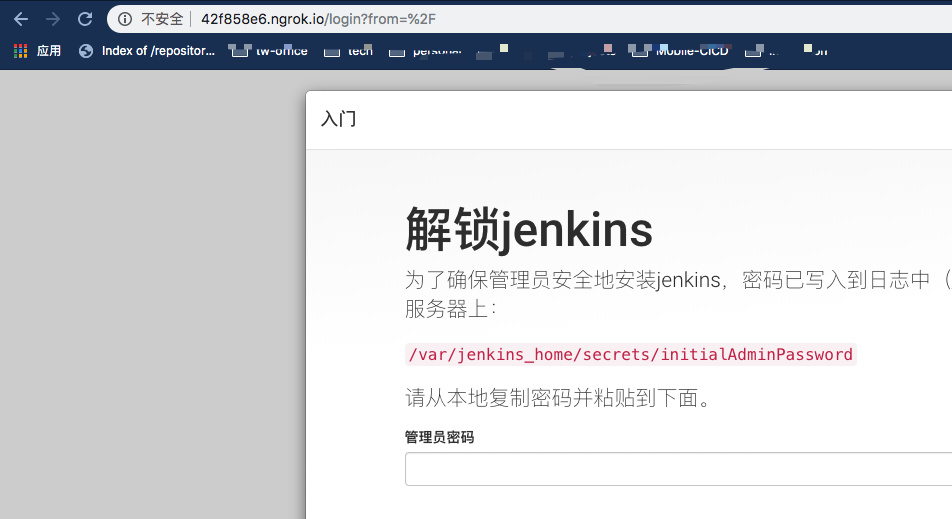 不安全 42f858e6.ngrok.io/login?from=%2F
应用 Index of /repositor... tw-office tech personal Mobile-CICD
入门
解锁jenkins
为了确保管理员安全地安装jenkins，密码已写入到日志中（
服务器上：
/var/jenkins_home/secrets/initialAdminPassword
请从本地复制密码并粘贴到下面。
管理员密码